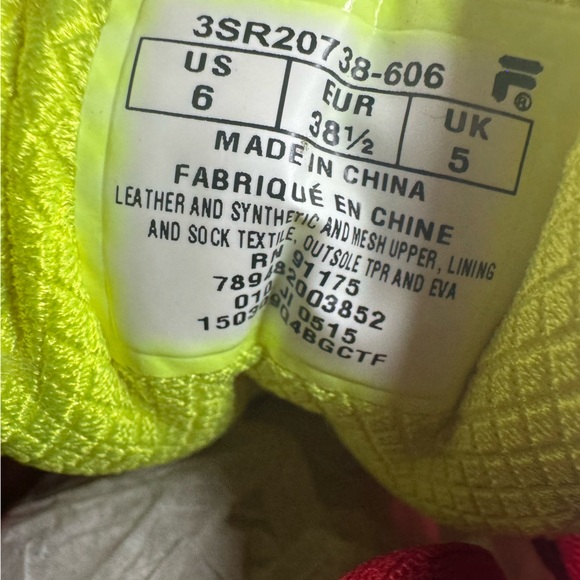 3SR20738-606
US EUR UK
6 38½ 5
F®
MADE IN CHINA
FABRIQUÉ EN CHINE
LEATHER AND SYNTHETIC AND MESH UPPER, LINING
AND SOCK TEXTILE, OUTSOLE TPR AND EVA
RN 91175
0515